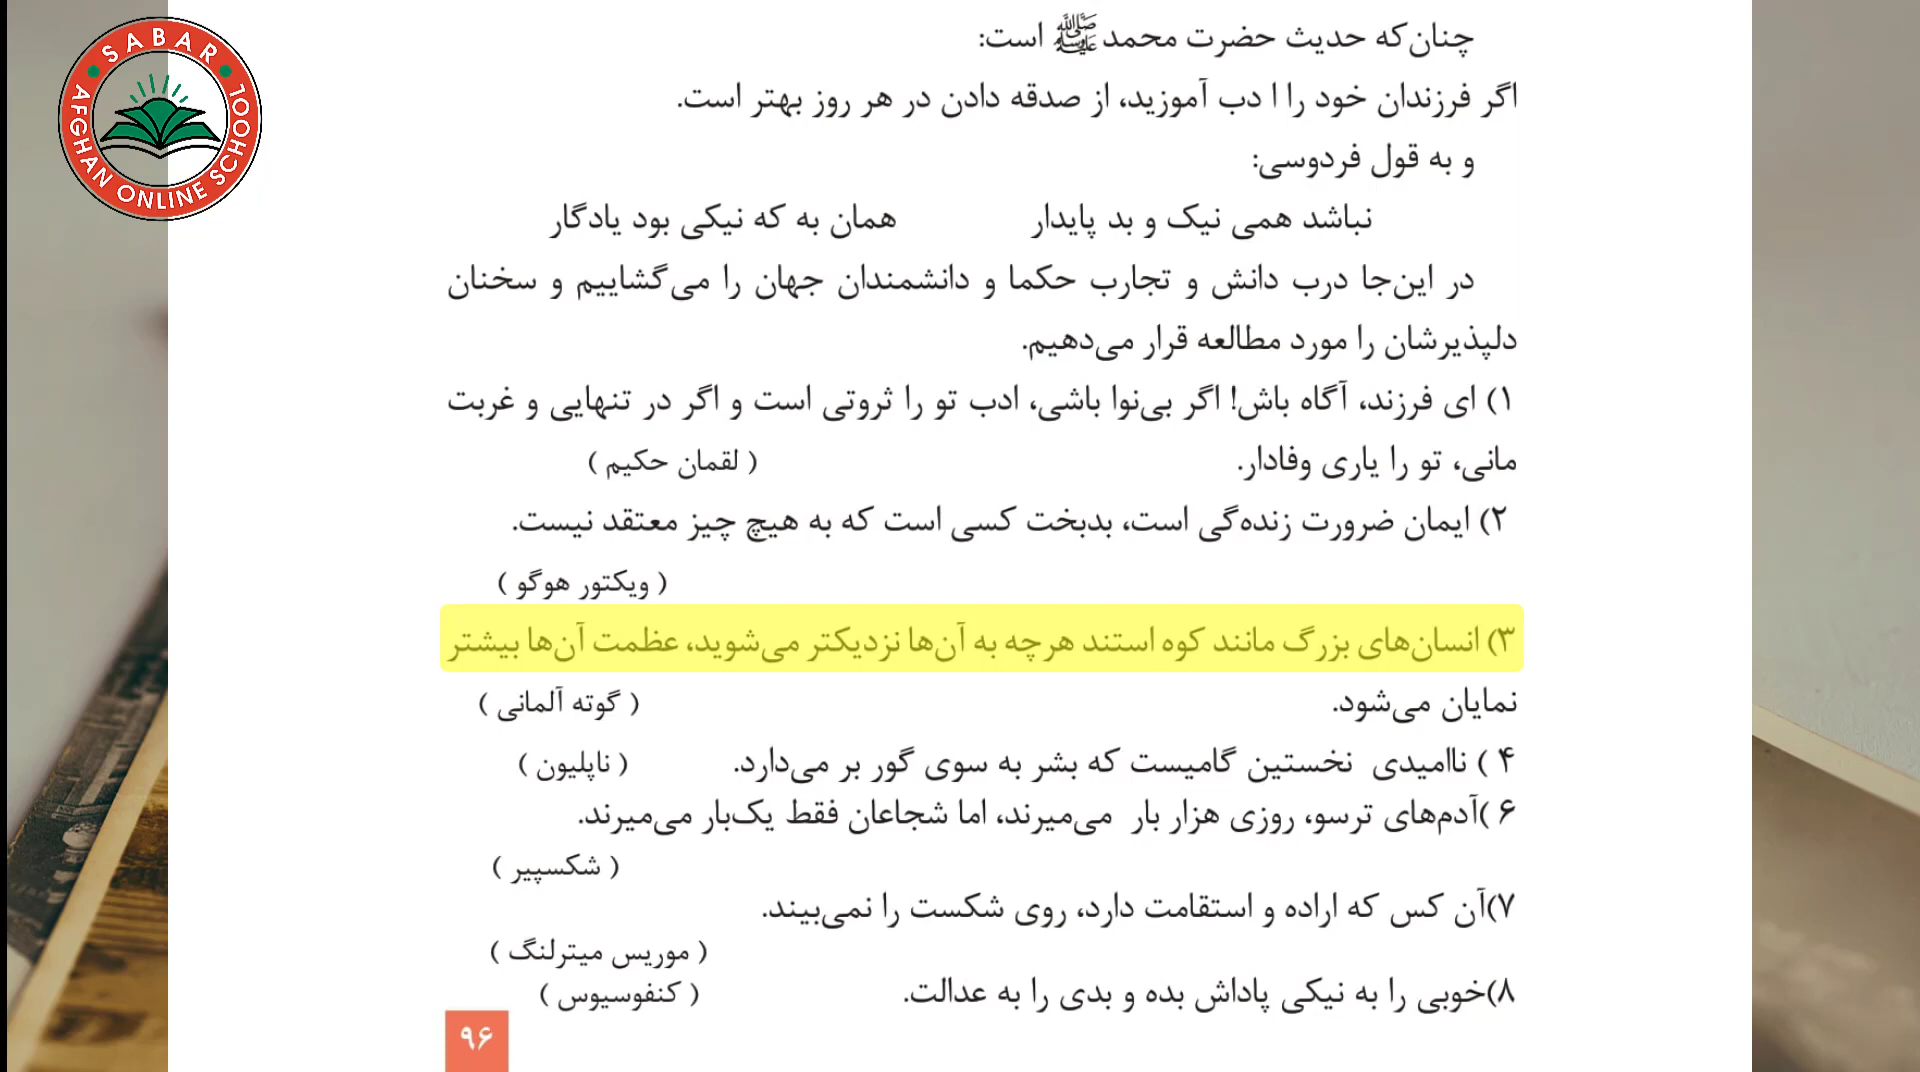 SABAR
AFGHAN ONLINE SCHOOL
چنان‌که حدیث حضرت محمد ﷺ است:
اگر فرزندان خود را ا دب آموزید، از صدقه دادن در هر روز بهتر است.
و به قول فردوسی:
نباشد همی نیک و بد پایدار همان به که نیکی بود یادگار
در این‌جا درب دانش و تجارب حکما و دانشمندان جهان را می‌گشاییم و سخنان
دلپذیرشان را مورد مطالعه قرار می‌دهیم.
۱) ای فرزند، آگاه باش! اگر بی‌نوا باشی، ادب تو را ثروتی است و اگر در تنهایی و غربت
مانی، تو را یاری وفادار. ( لقمان حکیم )
۲) ایمان ضرورت زنده‌گی است، بدبخت کسی است که به هیچ چیز معتقد نیست.
( ویکتور هوگو )
۳) انسان‌های بزرگ مانند کوه استند هرچه به آن‌ها نزدیکتر می‌شوید، عظمت آن‌ها بیشتر
نمایان می‌شود. ( گوته آلمانی )
۴ ) ناامیدی نخستین گامیست که بشر به سوی گور بر می‌دارد. ( ناپلیون )
۶ )آدم‌های ترسو، روزی هزار بار می‌میرند، اما شجاعان فقط یک‌بار می‌میرند.
( شکسپیر )
۷)آن کس که اراده و استقامت دارد، روی شکست را نمی‌بیند.
( موریس میترلنگ )
۸)خوبی را به نیکی پاداش بده و بدی را به عدالت. ( کنفوسیوس )
۹۶